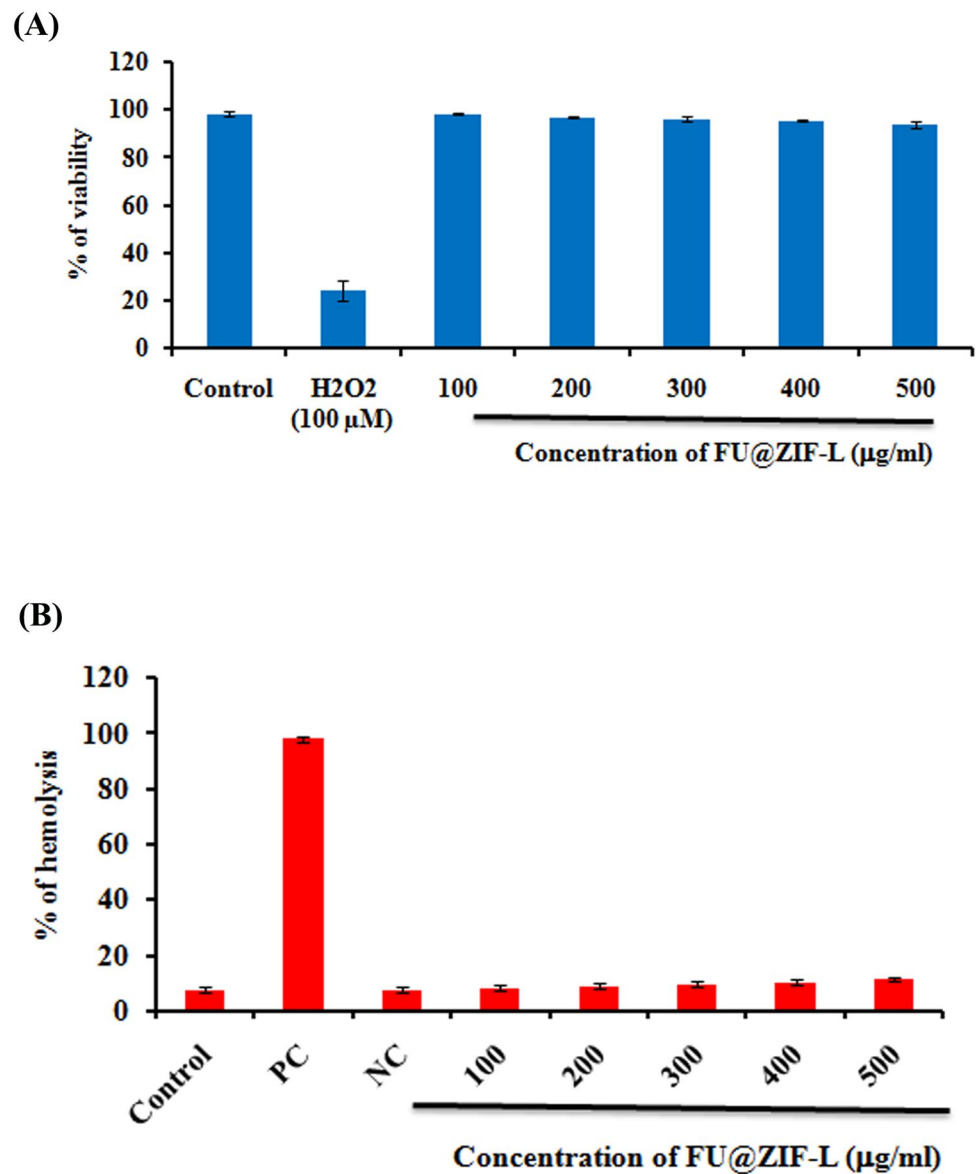 (A)
120
100
80
60
40
20
0
% of viability
Control
H2O2
(100 μM)
100
200
300
400
500
Concentration of FU@ZIF-L (μg/ml)
(B)
120
100
80
60
40
20
0
% of hemolysis
Control
PC
NC
100
200
300
400
500
Concentration of FU@ZIF-L (μg/ml)